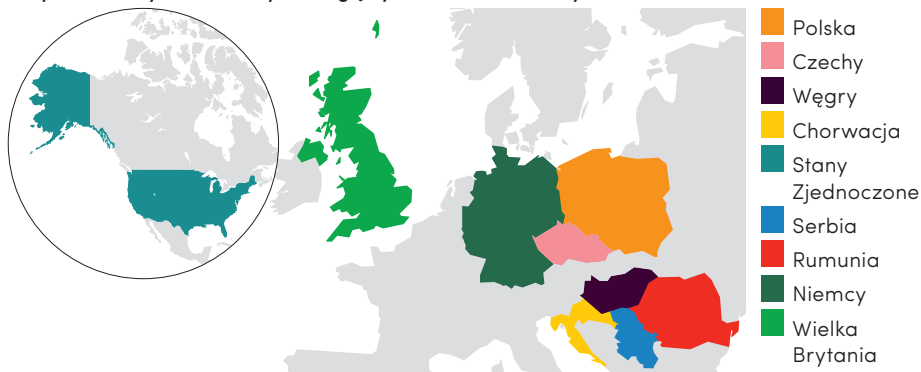 Polska
Czechy
Węgry
Chorwacja
Stany
Zjednoczone
Serbia
Rumunia
Niemcy
Wielka
Brytania